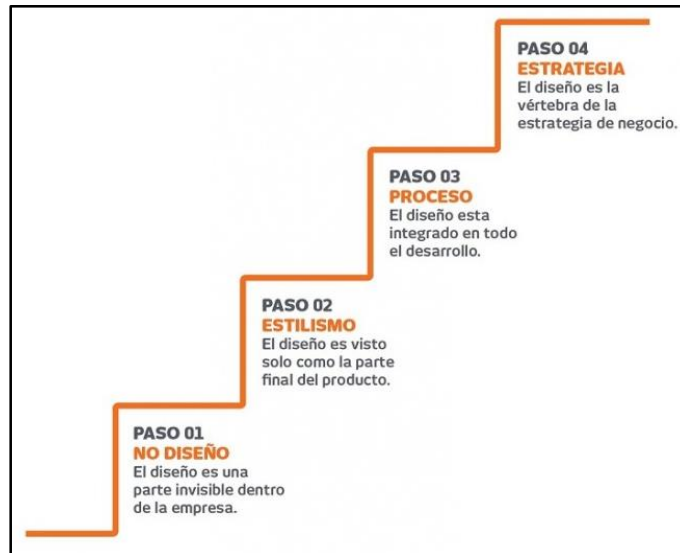 PASO 04
ESTRATEGIA
El diseño es la
vértebra de la
estrategia de negocio.
PASO 03
PROCESO
El diseño esta
integrado en todo
el desarrollo.
PASO 02
ESTILISMO
El diseño es visto
solo como la parte
final del producto.
PASO 01
NO DISEÑO
El diseño es una
parte invisible dentro
de la empresa.